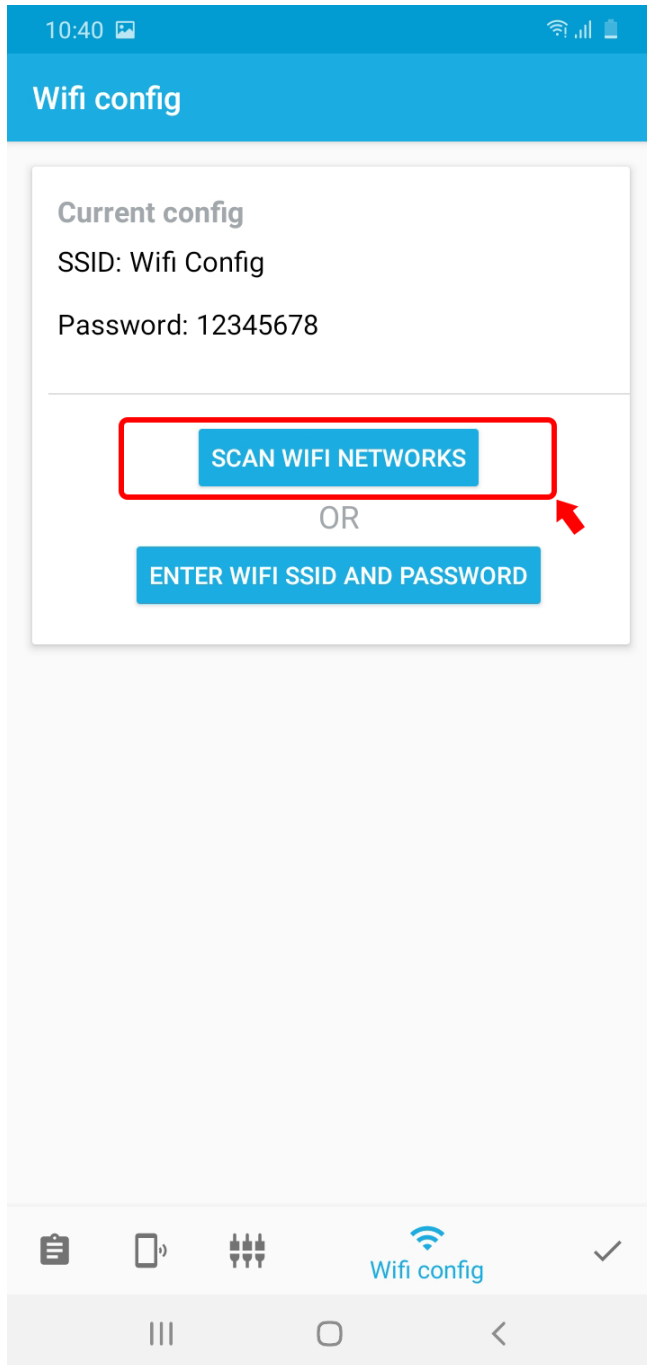 10:40
Wifi config
Current config
SSID: Wifi Config
Password: 12345678
SCAN WIFI NETWORKS
OR
ENTER WIFI SSID AND PASSWORD
Wifi config